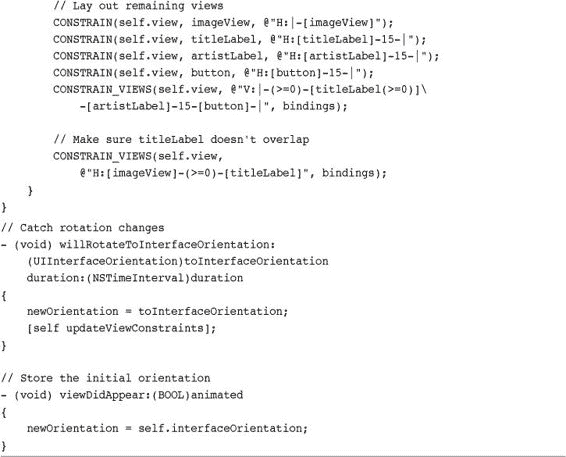 // Lay out remaining views
CONSTRAIN(self.view, imageView, @"H:|-[imageView]");
CONSTRAIN(self.view, titleLabel, @"H:[titleLabel]-15-|");
CONSTRAIN(self.view, artistLabel, @"H:[artistLabel]-15-|");
CONSTRAIN(self.view, button, @"H:[button]-15-|");
CONSTRAIN_VIEWS(self.view, @"V:|-(>=0)-[titleLabel(>=0)]\
-[artistLabel]-15-[button]-|", bindings);
// Make sure titleLabel doesn't overlap
CONSTRAIN_VIEWS(self.view,
@"H:[imageView]-(>=0)-[titleLabel]", bindings);
}
}
// Catch rotation changes
- (void) willRotateToInterfaceOrientation:
(UIInterfaceOrientation)toInterfaceOrientation
duration:(NSTimeInterval)duration
{
newOrientation = toInterfaceOrientation;
[self updateViewConstraints];
}
// Store the initial orientation
- (void) viewDidAppear:(BOOL)animated
{
newOrientation = self.interfaceOrientation;
}